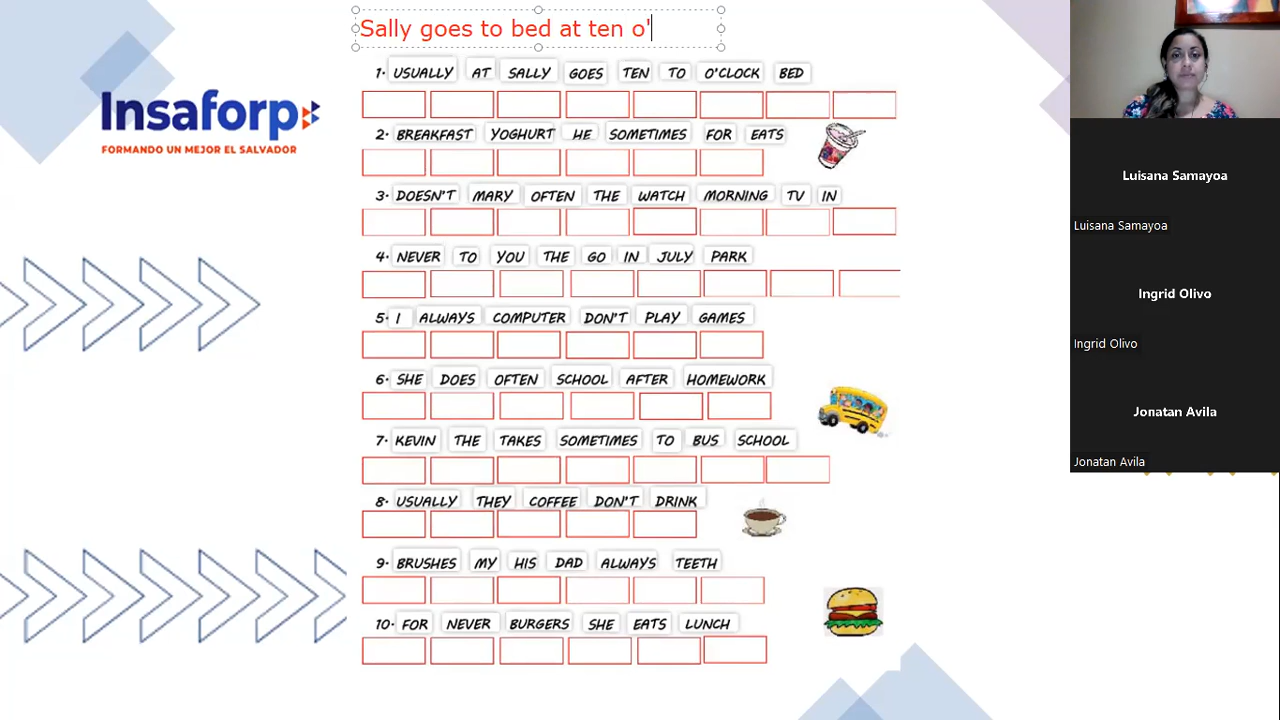 Sally goes to bed at ten o'
1. USUALLY AT SALLY GOES TEN TO O'CLOCK BED
Insaforp
FORMANDO UN MEJOR EL SALVADOR
2. BREAKFAST YOGHURT HE SOMETIMES FOR EATS
3. DOESN'T MARY OFTEN THE WATCH MORNING TV IN
4. NEVER TO YOU THE GO IN JULY PARK
5. I ALWAYS COMPUTER DON'T PLAY GAMES
6. SHE DOES OFTEN SCHOOL AFTER HOMEWORK
7. KEVIN THE TAKES SOMETIMES TO BUS SCHOOL
8. USUALLY THEY COFFEE DON'T DRINK
9. BRUSHES MY HIS DAD ALWAYS TEETH
10. FOR NEVER BURGERS SHE EATS LUNCH
Luisana Samayoa
Luisana Samayoa
Ingrid Olivo
Ingrid Olivo
Jonatan Avila
Jonatan Avila